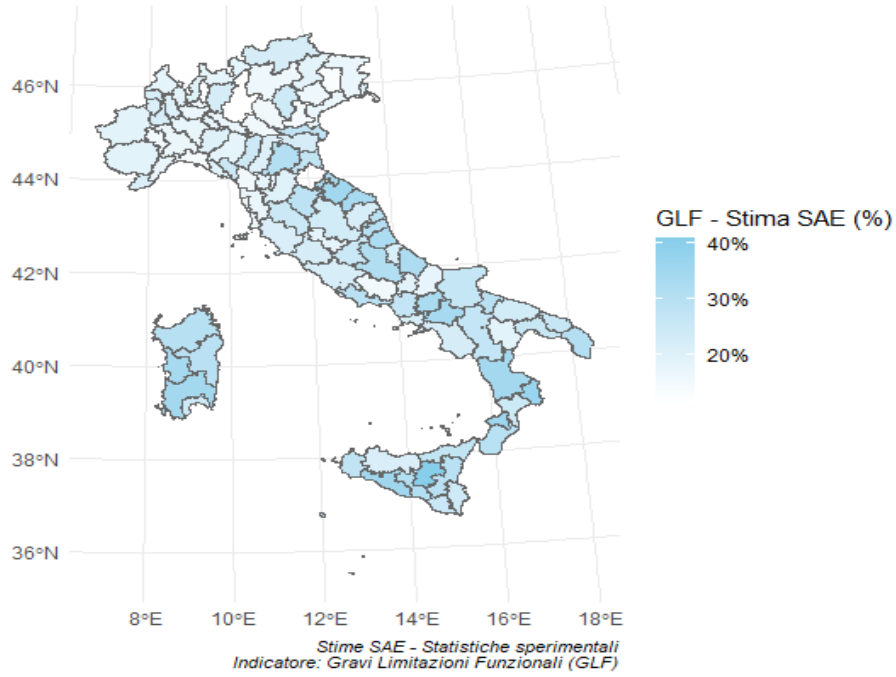 46°N
44°N
42°N
40°N
38°N
36°N
8°E 10°E 12°E 14°E 16°E 18°E
GLF - Stima SAE (%)
40%
30%
20%
Stime SAE - Statistiche sperimentali
Indicatore: Gravi Limitazioni Funzionali (GLF)